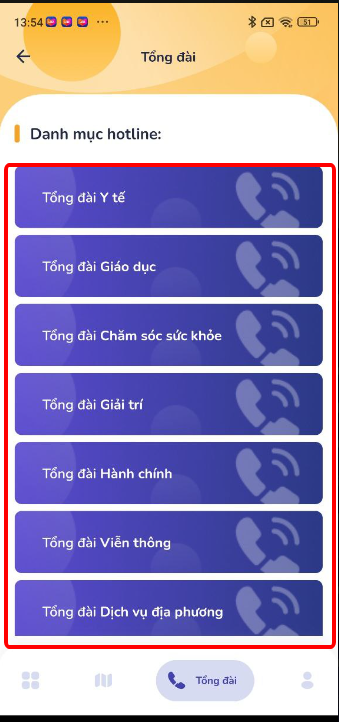 13:54 ... 51
Tổng đài
Danh mục hotline:
Tổng đài Y tế
Tổng đài Giáo dục
Tổng đài Chăm sóc sức khỏe
Tổng đài Giải trí
Tổng đài Hành chính
Tổng đài Viễn thông
Tổng đài Dịch vụ địa phương
Tổng đài